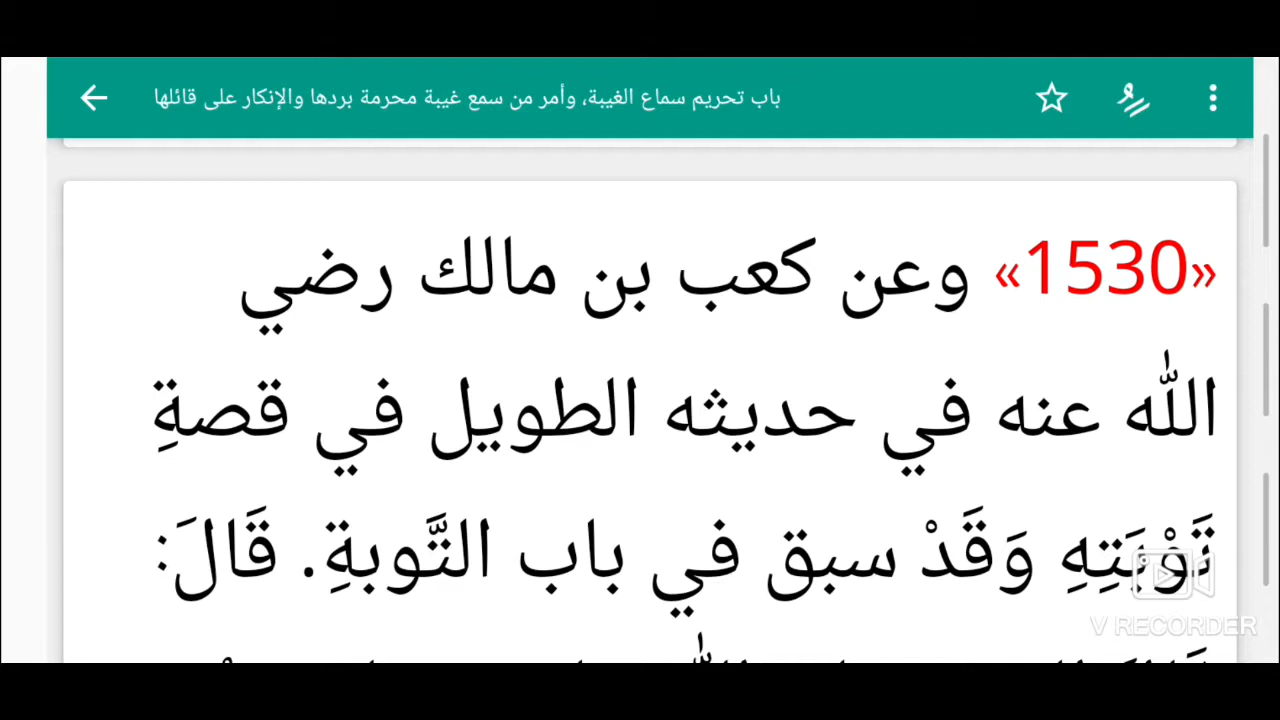 باب تحريم سماع الغيبة، وأمر من سمع غيبة محرمة بردها والإنكار على قائلها
«1530» وعن كعب بن مالك رضي
الله عنه في حديثه الطويل في قصةِ
تَوْبَتِهِ وَقَدْ سبق في باب التَّوبةِ. قَالَ:
V RECORDER